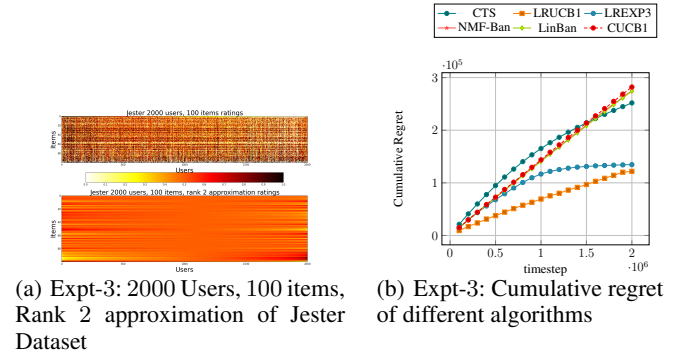 CTS LRUCB1 LREXP3
NMF-Ban LinBan CUCB1
Jester 2000 users, 100 items ratings
Items
Users
Jester 2000 users, 100 items, rank 2 approximation ratings
Items
Users
·10^5
3
2
1
0
Cumulative Regret
0 0.5 1 1.5 2
timestep
·10^6
(a) Expt-3: 2000 Users, 100 items,
Rank 2 approximation of Jester
Dataset
(b) Expt-3: Cumulative regret
of different algorithms